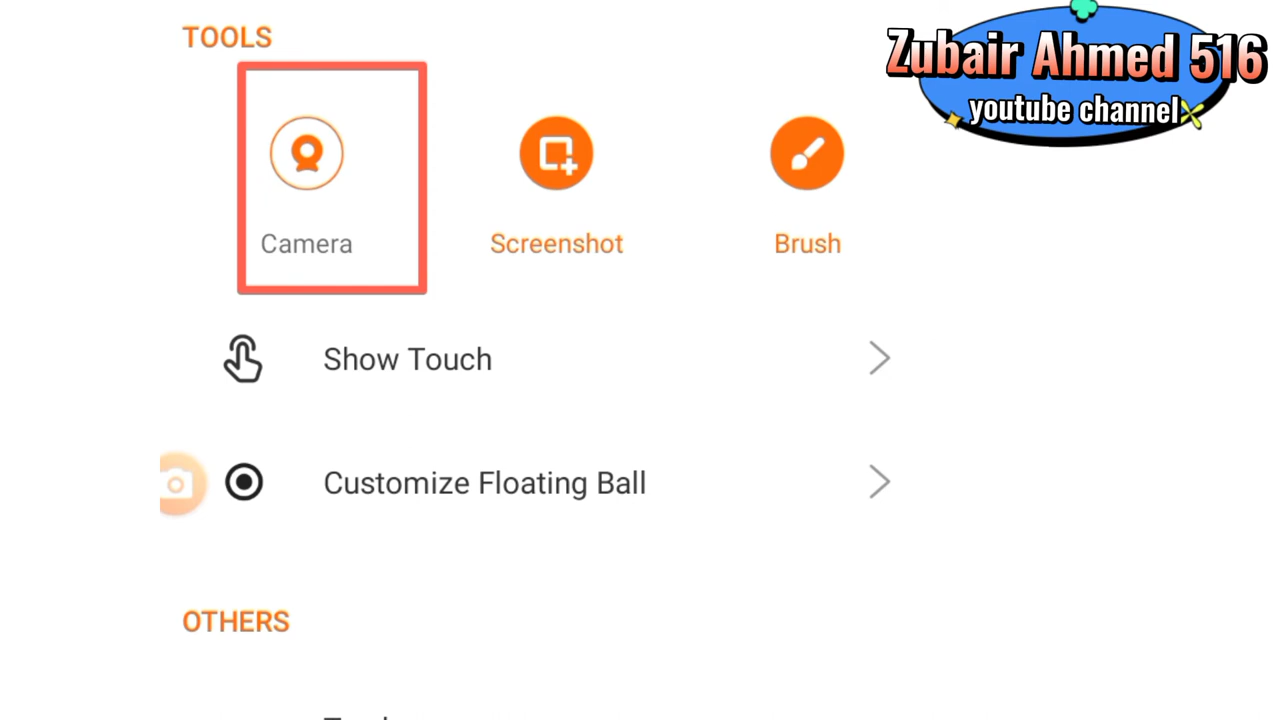 TOOLS
Zubair Ahmed 516
youtube channel
Camera
Screenshot
Brush
Show Touch
Customize Floating Ball
OTHERS